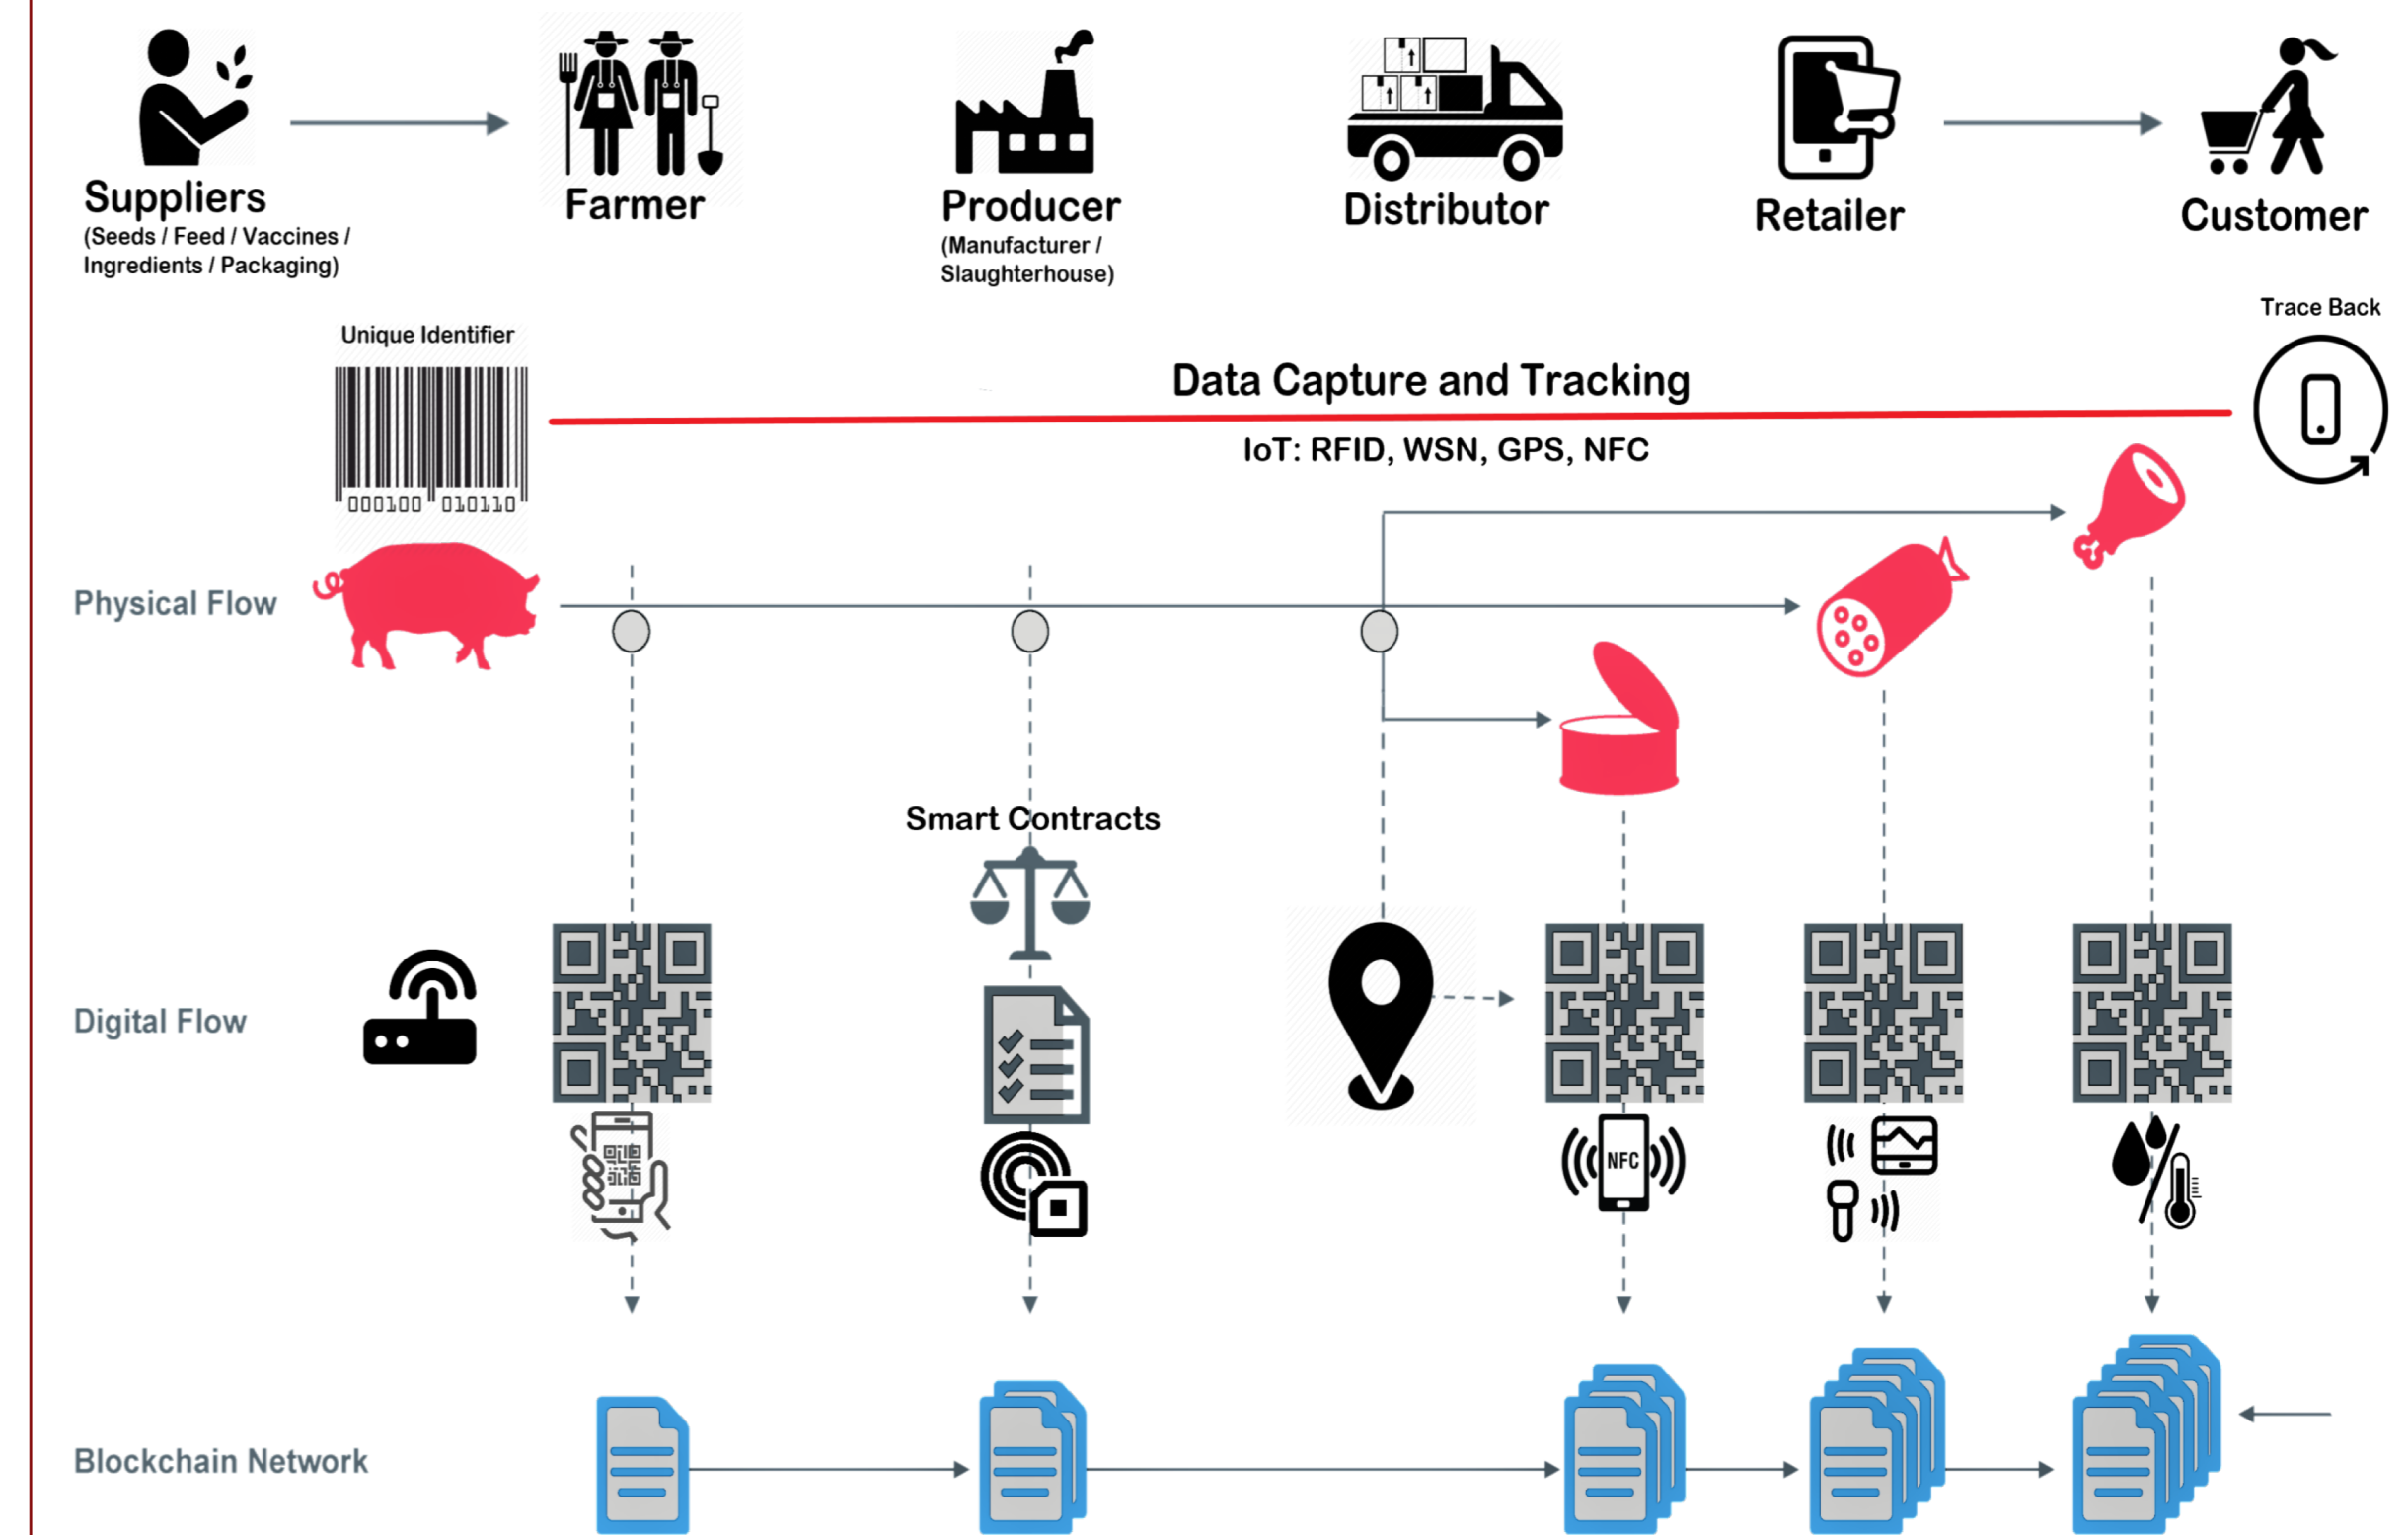 Suppliers
(Seeds / Feed / Vaccines /
Ingredients / Packaging)
Farmer
Producer
(Manufacturer /
Slaughterhouse)
Distributor
Retailer
Customer
Trace Back
Unique Identifier
000100 010110
Data Capture and Tracking
IoT: RFID, WSN, GPS, NFC
Physical Flow
Smart Contracts
Digital Flow
NFC
Blockchain Network